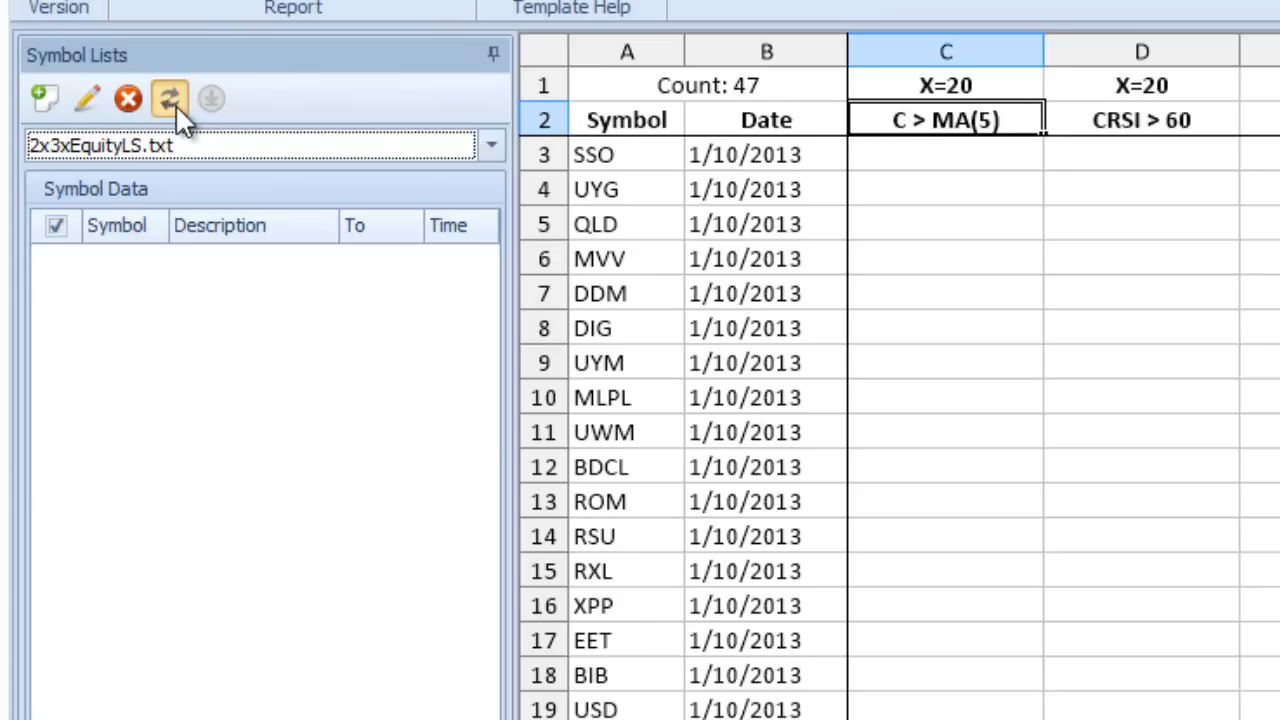 Version Report Template Help
Symbol Lists
2x3xEquityLS.txt
Symbol Data
Symbol Description To Time
A B C D
1 Count: 47 X=20 X=20
2 Symbol Date C > MA(5) CRSI > 60
3 SSO 1/10/2013
4 UYG 1/10/2013
5 QLD 1/10/2013
6 MVV 1/10/2013
7 DDM 1/10/2013
8 DIG 1/10/2013
9 UYM 1/10/2013
10 MLPL 1/10/2013
11 UWM 1/10/2013
12 BDCL 1/10/2013
13 ROM 1/10/2013
14 RSU 1/10/2013
15 RXL 1/10/2013
16 XPP 1/10/2013
17 EET 1/10/2013
18 BIB 1/10/2013
19 USD 1/10/2013